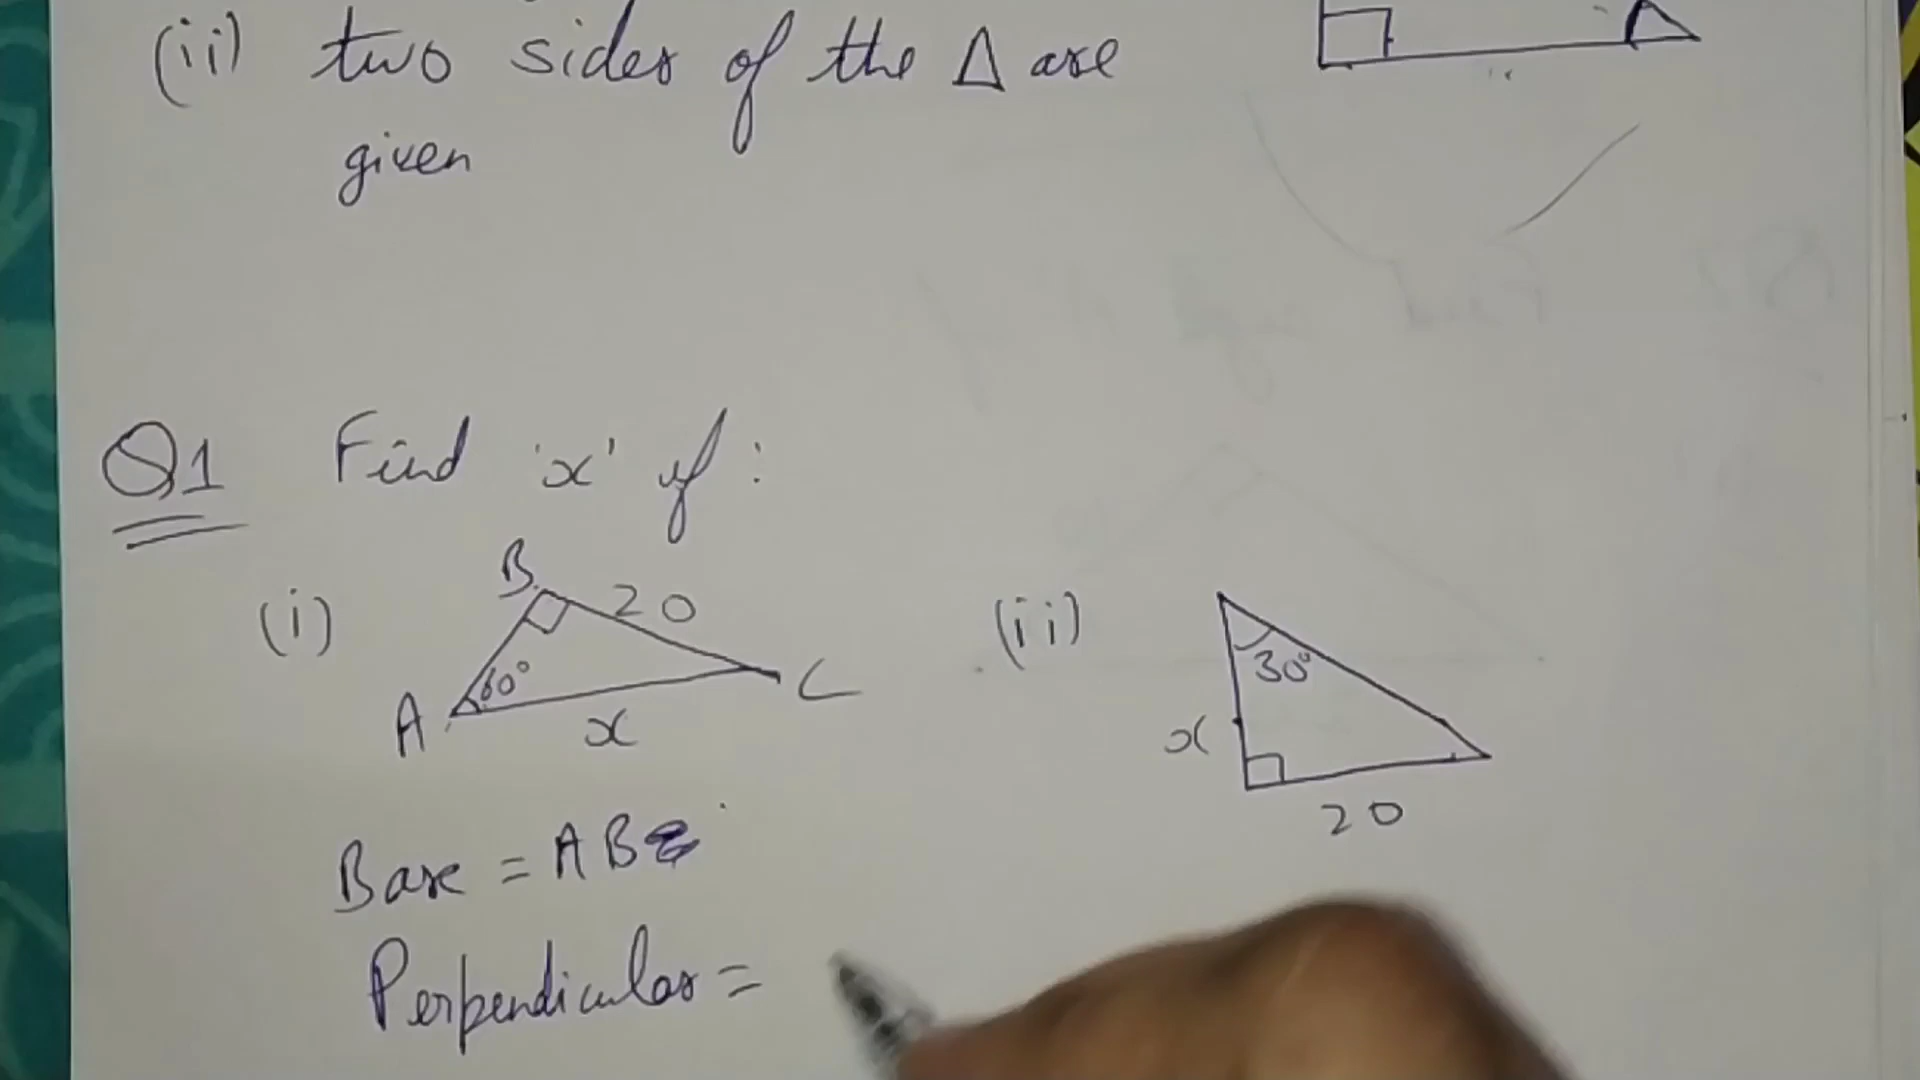 (ii) two sides of the Δ are
given
Q1 Find 'x' if :
(i) B 20
A 60° x C
(ii) 30°
x
20
Base = AB
Perpendicular =